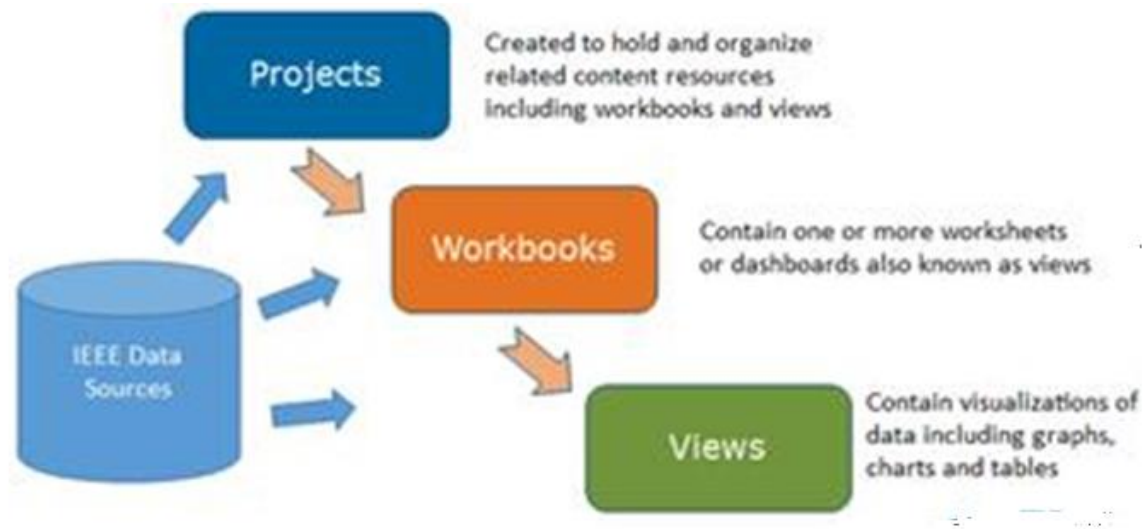 Projects
Created to hold and organize
related content resources
including workbooks and views
Workbooks
Contain one or more worksheets
or dashboards also known as views
IEEE Data
Sources
Views
Contain visualizations of
data including graphs,
charts and tables